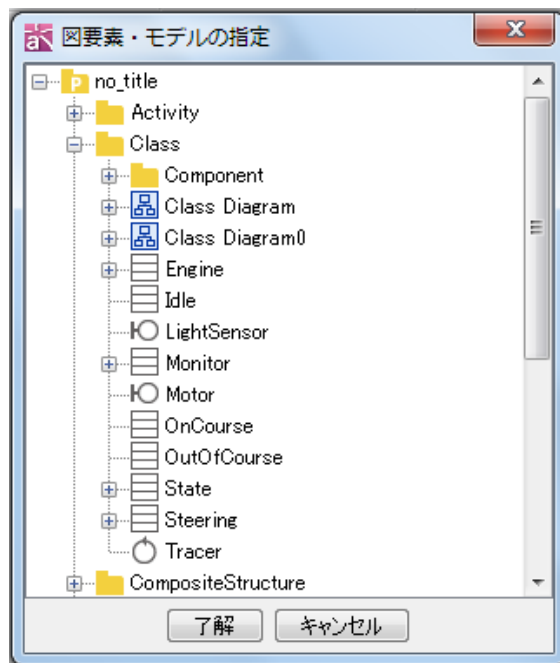 図要素・モデルの指定
no_title
Activity
Class
Component
Class Diagram
Class Diagram0
Engine
Idle
LightSensor
Monitor
Motor
OnCourse
OutOfCourse
State
Steering
Tracer
CompositeStructure
了解 キャンセル